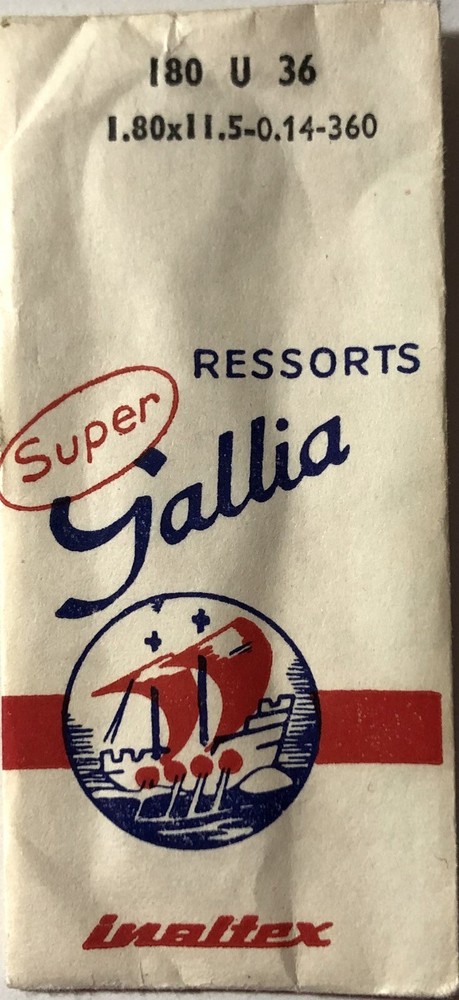 180 U 36
1.80x11.5-0.14-360
RESSORTS
Super
Gallia
inaltex